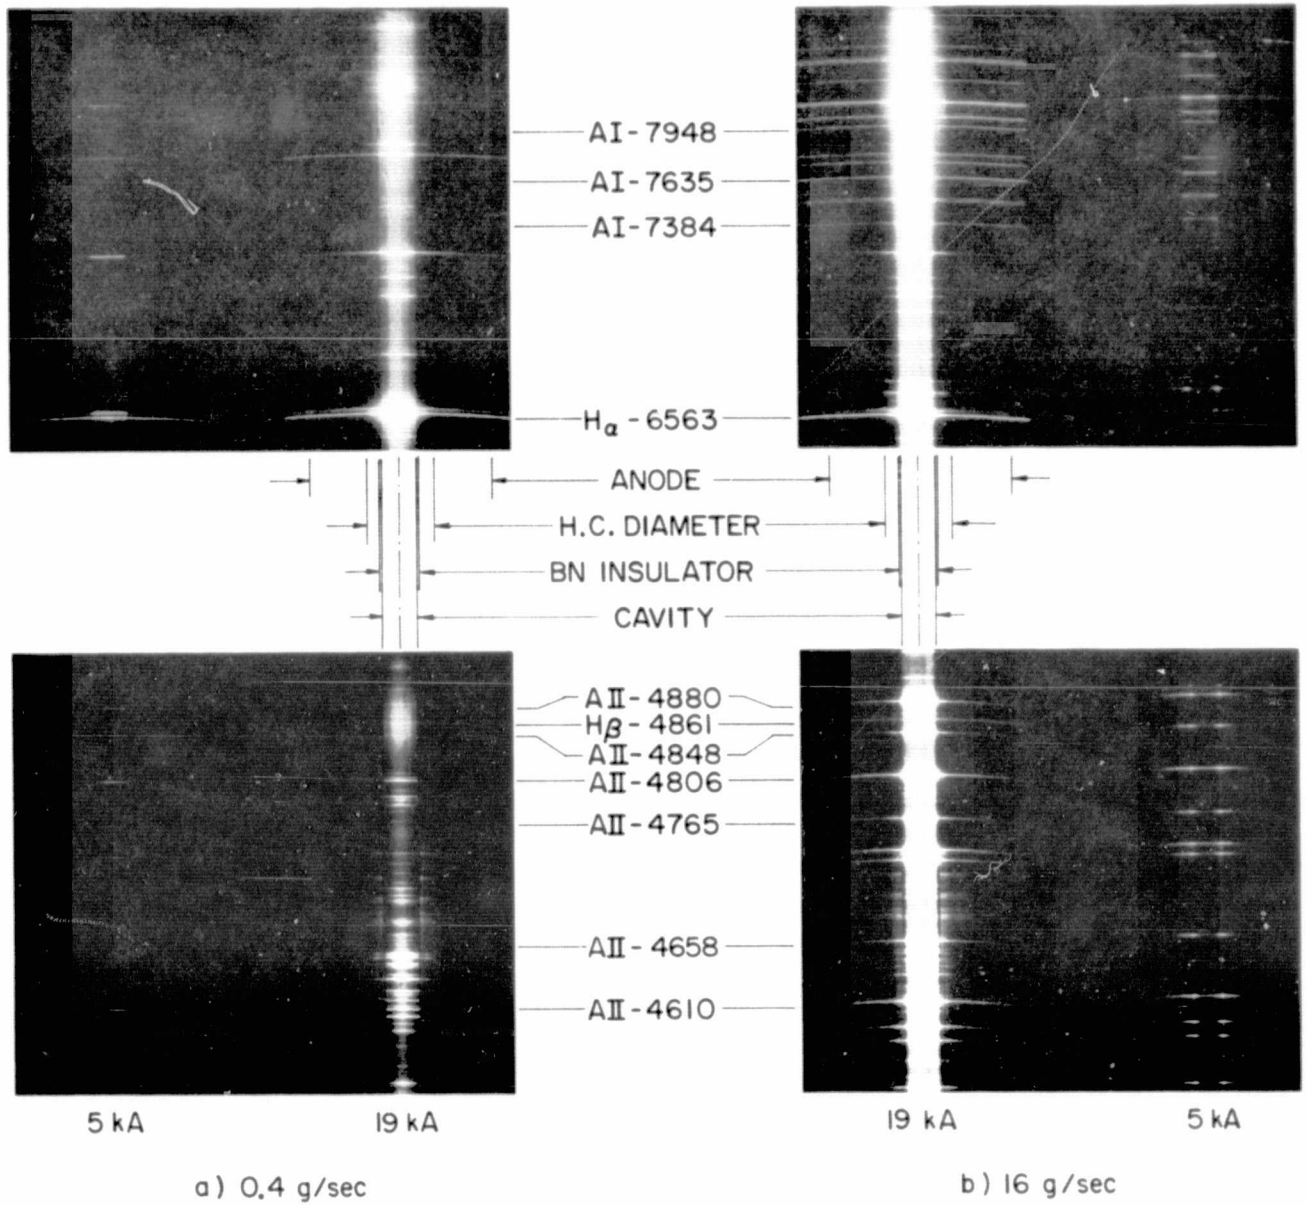 AI-7948
AI-7635
AI-7384
Hα-6563
ANODE
H.C. DIAMETER
BN INSULATOR
CAVITY
AII-4880
Hβ-4861
AII-4848
AII-4806
AII-4765
AII-4658
AII-4610
5 kA 19 kA 19 kA 5 kA
a) 0.4 g/sec b) 16 g/sec